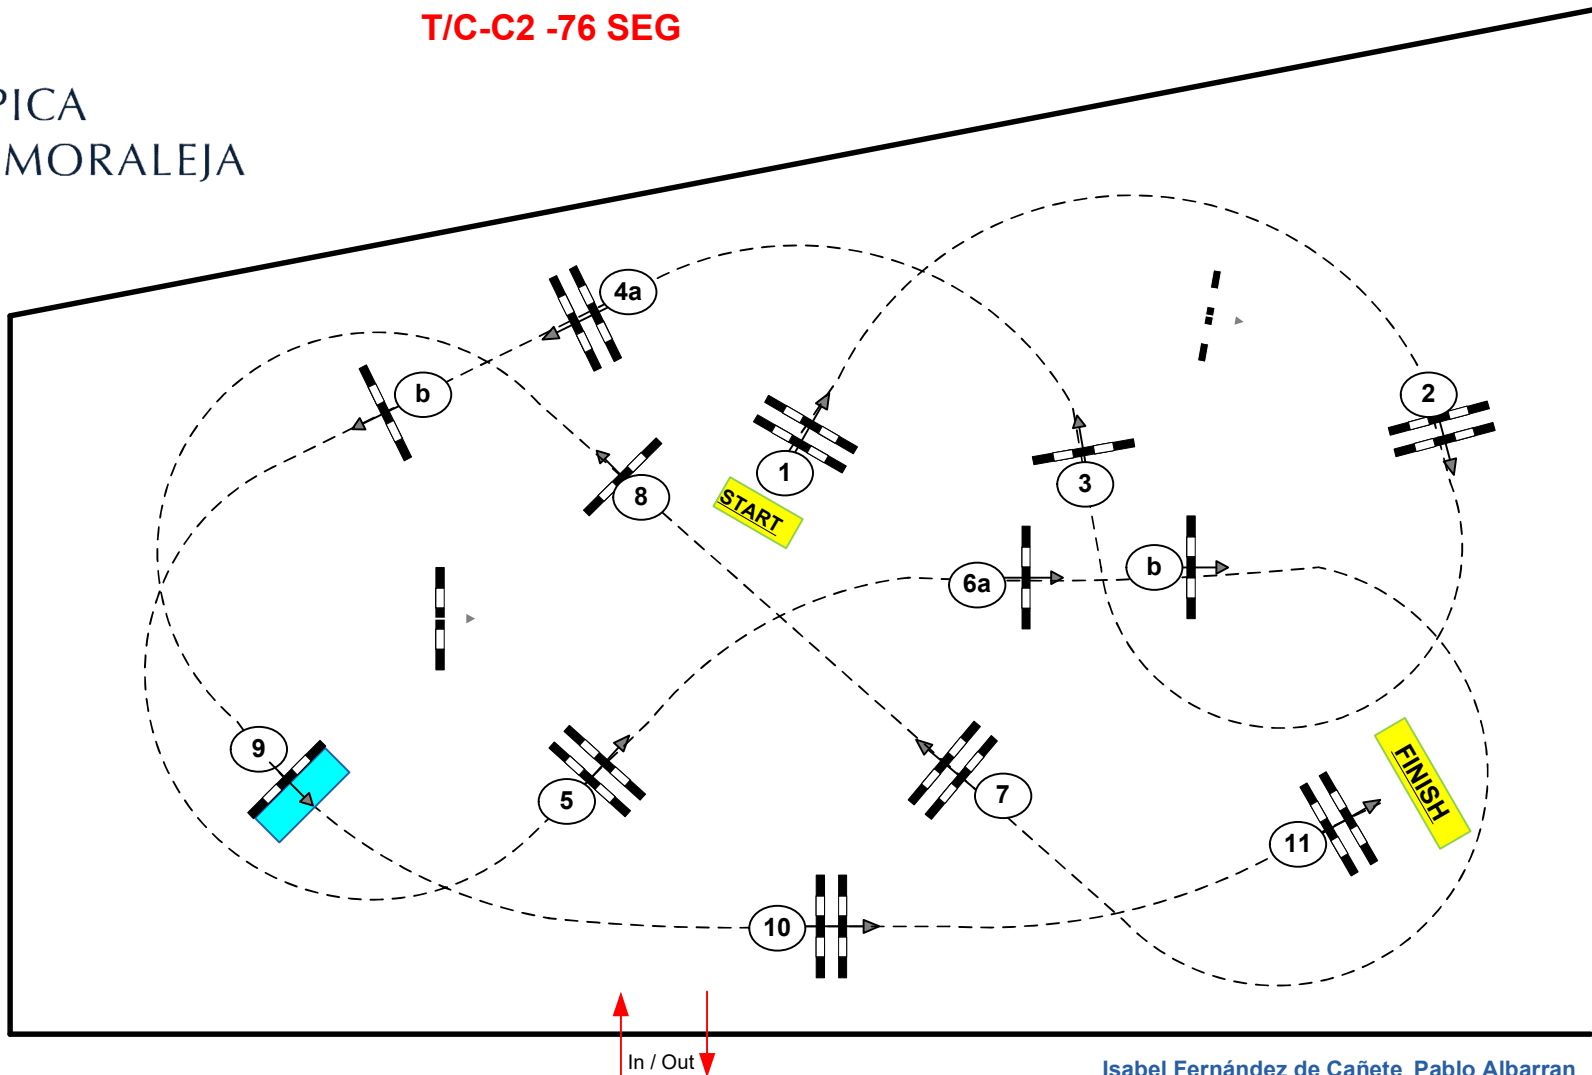 T/C-C2 -76 SEG
PICA
MORALEJA
4a
b
2
1
8
3
START
6a
b
9
5
7
FINISH
11
10
In / Out
Isabel Fernández de Cañete Pablo Albarran